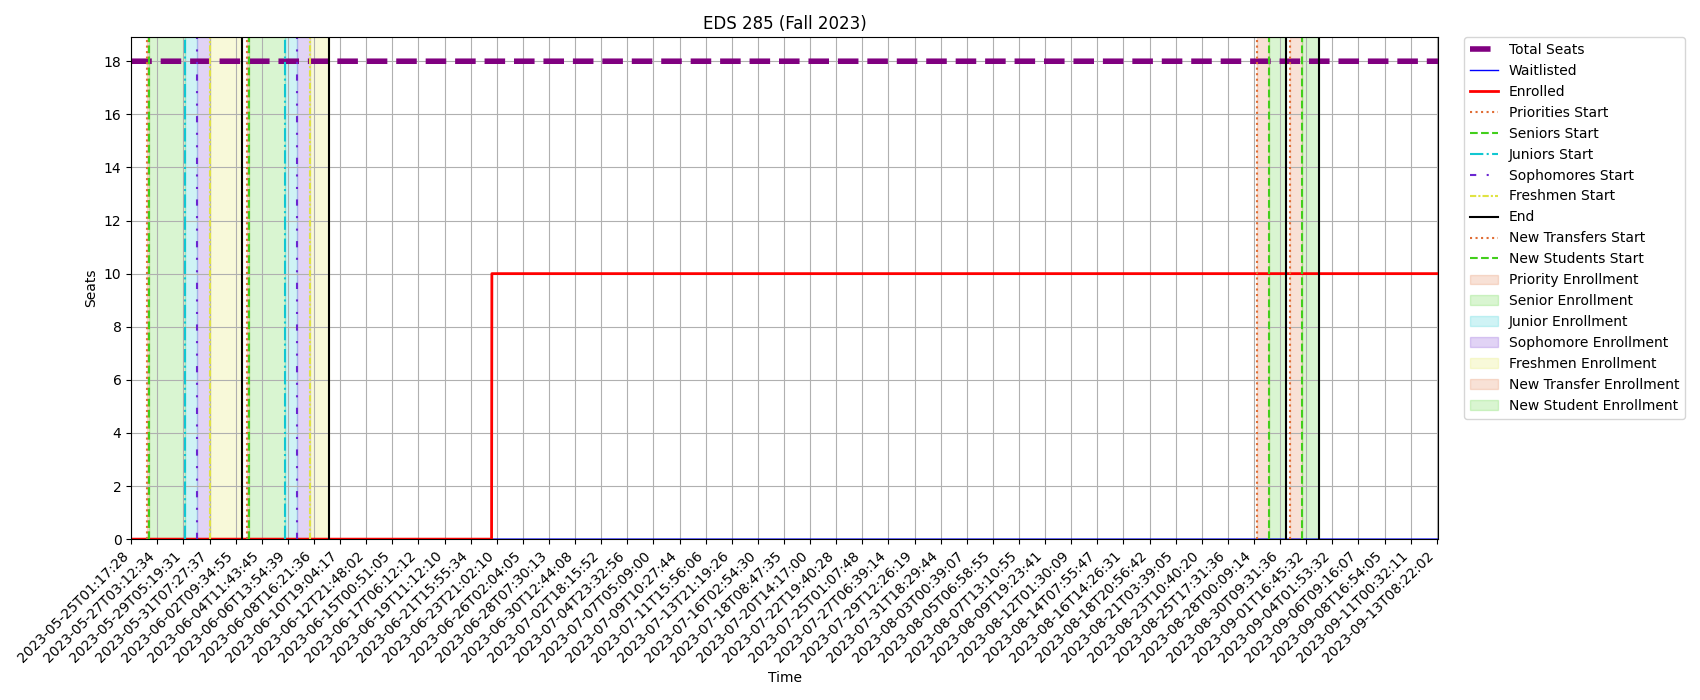 EDS 285 (Fall 2023)
Seats
18
16
14
12
10
8
6
4
2
0
2023-05-25T01:17:28
2023-05-27T03:12:34
2023-05-29T05:19:31
2023-05-31T07:27:37
2023-06-02T09:34:55
2023-06-04T11:43:45
2023-06-06T13:54:39
2023-06-08T16:21:36
2023-06-10T19:04:17
2023-06-12T21:48:02
2023-06-15T00:51:05
2023-06-17T06:12:12
2023-06-19T11:12:10
2023-06-21T15:55:34
2023-06-23T21:02:10
2023-06-26T02:04:05
2023-06-28T07:30:13
2023-06-30T12:44:08
2023-07-02T18:15:52
2023-07-04T23:32:56
2023-07-07T05:09:00
2023-07-09T10:27:44
2023-07-11T15:56:06
2023-07-13T21:19:26
2023-07-16T02:54:30
2023-07-18T08:47:35
2023-07-20T14:17:00
2023-07-22T19:40:28
2023-07-25T01:07:48
2023-07-27T06:39:14
2023-07-29T12:26:19
2023-07-31T18:29:44
2023-08-03T00:39:07
2023-08-05T06:58:55
2023-08-07T13:10:55
2023-08-09T19:23:41
2023-08-12T01:30:09
2023-08-14T07:55:47
2023-08-16T14:26:31
2023-08-18T20:56:42
2023-08-21T03:39:05
2023-08-23T10:40:20
2023-08-25T17:31:36
2023-08-28T00:09:14
2023-08-30T09:31:36
2023-09-01T16:45:32
2023-09-04T01:53:32
2023-09-06T09:16:07
2023-09-08T16:54:05
2023-09-11T00:32:11
2023-09-13T08:22:02
Time
Total Seats
Waitlisted
Enrolled
Priorities Start
Seniors Start
Juniors Start
Sophomores Start
Freshmen Start
End
New Transfers Start
New Students Start
Priority Enrollment
Senior Enrollment
Junior Enrollment
Sophomore Enrollment
Freshmen Enrollment
New Transfer Enrollment
New Student Enrollment